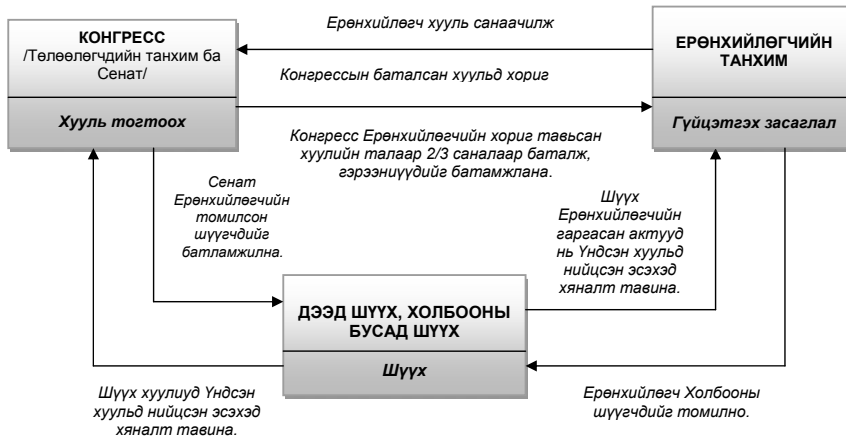 Ерөнхийлөгч хууль санаачилж
КОНГРЕСС
/Төлөөлөгчдийн танхим ба
Сенат/
Хууль тогтоох
ЕРӨНХИЙЛӨГЧИЙН
ТАНХИМ
Гүйцэтгэх засаглал
Конгрессын баталсан хуульд хориг
Конгресс Ерөнхийлөгчийн хориг тавьсан
хуулийн талаар 2/3 саналаар баталж,
гэрээниүүдийг батамжлана.
Сенат
Ерөнхийлөгчийн
томилсон
шүүгчдийг
батламжилна.
Шүүх
Ерөнхийлөгчийн
гаргасан актууд
нь Үндсэн хуульд
нийцсэн эсэхэд
хяналт тавина.
ДЭЭД ШҮҮХ, ХОЛБООНЫ
БУСАД ШҮҮХ
Шүүх
Шүүх хуулиуд Үндсэн
хуульд нийцсэн эсэхэд
хяналт тавина.
Ерөнхийлөгч Холбооны
шүүгчдийг томилно.